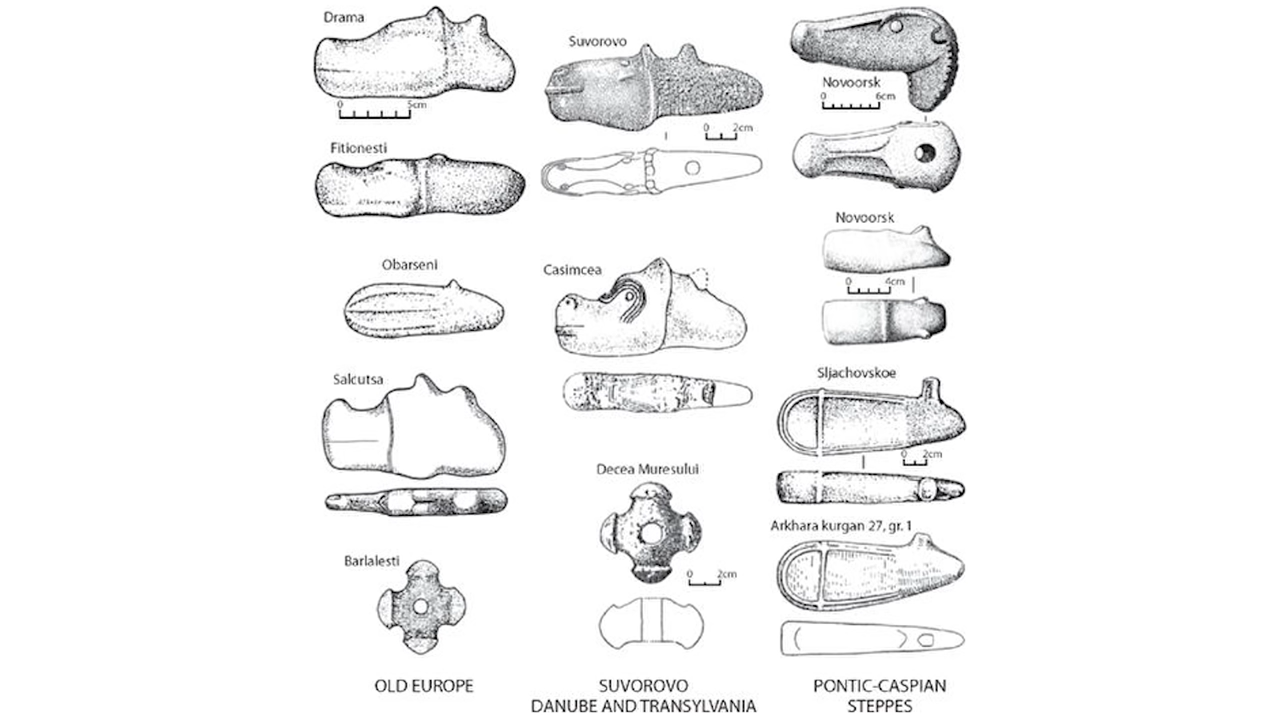 Drama
0 5cm
Fitionesti
Obarseni
Salcutsa
Barlalesti
OLD EUROPE
Suvorovo
0 2cm
Casimcea
Decea Muresului
0 2cm
SUVOROVO
DANUBE AND TRANSYLVANIA
Novoorsk
0 6cm
Novoorsk
0 4cm
Sljachovskoe
0 2cm
Arkhara kurgan 27, gr. 1
PONTIC-CASPIAN
STEPPES